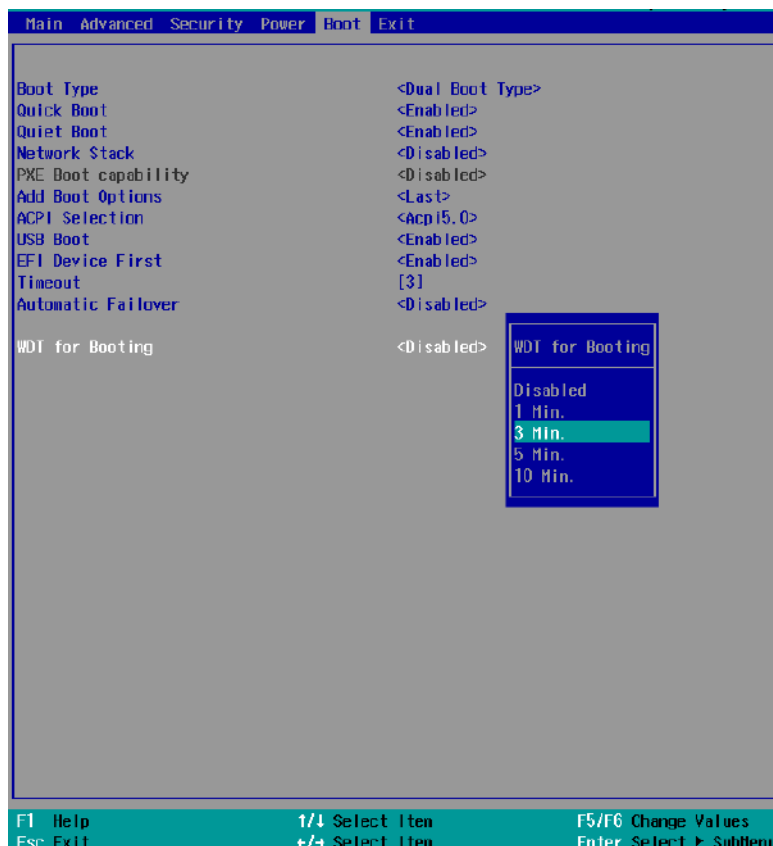 Main Advanced Security Power Boot Exit
Boot Type <Dual Boot Type>
Quick Boot <Enabled>
Quiet Boot <Enabled>
Network Stack <Disabled>
PXE Boot capability <Disabled>
Add Boot Options <Last>
ACPI Selection <Acpi5.0>
USB Boot <Enabled>
EFI Device First <Enabled>
Timeout [3]
Automatic Failover <Disabled>
WDT for Booting <Disabled>
WDT for Booting
Disabled
1 Min.
3 Min.
5 Min.
10 Min.
F1 Help ↑/↓ Select Item F5/F6 Change Values
Esc Exit ←/→ Select Item Enter Select ► SubMenu